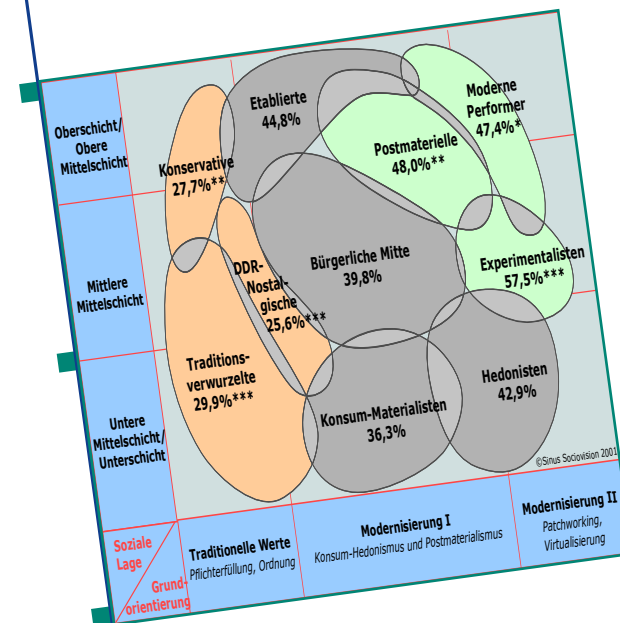 Oberschicht/
Obere
Mittelschicht
Mittlere
Mittelschicht
Untere
Mittelschicht/
Unterschicht
Soziale
Lage
Grund-
orientierung
Etablierte
44,8%
Moderne
Performer
47,4%*
Postmaterielle
48,0%**
Konservative
27,7%**
DDR-
Nostal-
gische
25,6%***
Bürgerliche Mitte
39,8%
Experimentalisten
57,5%***
Traditions-
verwurzelte
29,9%***
Konsum-Materialisten
36,3%
Hedonisten
42,9%
©Sinus Sociovision 2001
Traditionelle Werte
Pflichterfüllung, Ordnung
Modernisierung I
Konsum-Hedonismus und Postmaterialismus
Modernisierung II
Patchworking,
Virtualisierung